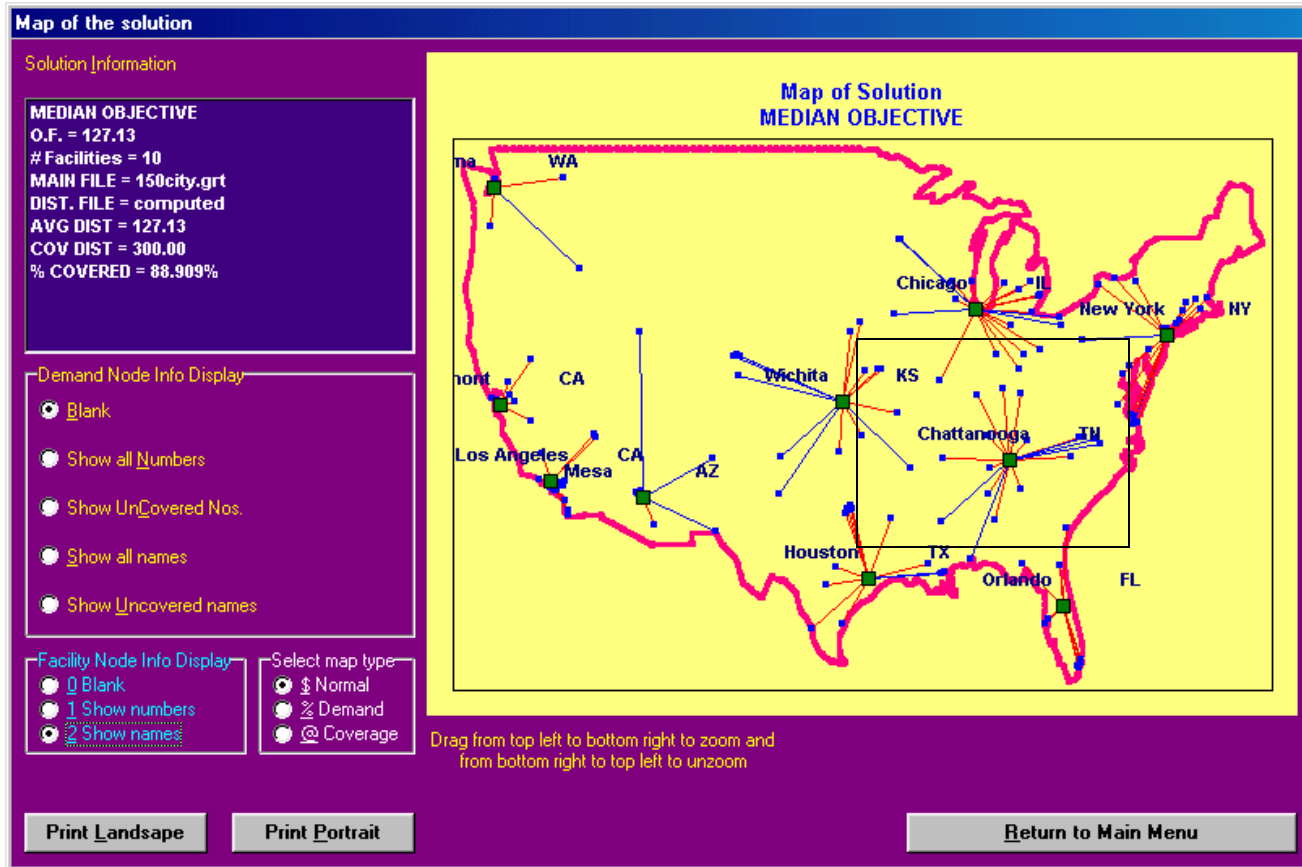 Map of the solution
Solution Information
MEDIAN OBJECTIVE
O.F. = 127.13
# Facilities = 10
MAIN FILE = 150city.grt
DIST. FILE = computed
AVG DIST = 127.13
COV DIST = 300.00
% COVERED = 88.909%
Demand Node Info Display
Blank
Show all Numbers
Show UnCovered Nos.
Show all names
Show Uncovered names
Facility Node Info Display
0 Blank
1 Show numbers
2 Show names
Select map type
$ Normal
% Demand
@ Coverage
Print Landsape
Print Portrait
Map of Solution
MEDIAN OBJECTIVE
ma WA
Chicago IL
New York NY
mont CA
Wichita KS
Chattanooga TN
Los Angeles CA
Mesa AZ
Houston TX
Orlando FL
Drag from top left to bottom right to zoom and
from bottom right to top left to unzoom
Return to Main Menu